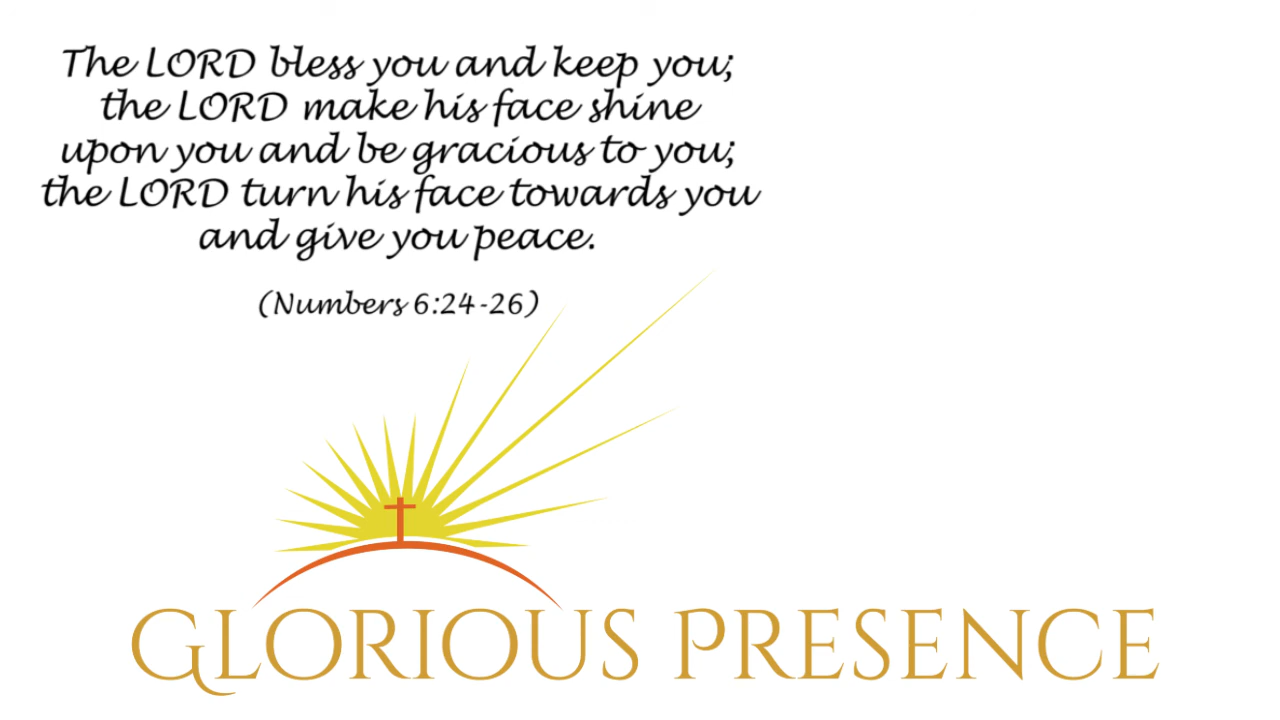 The LORD bless you and keep you;
the LORD make his face shine
upon you and be gracious to you;
the LORD turn his face towards you
and give you peace.
(Numbers 6:24-26)
GLORIOUS PRESENCE